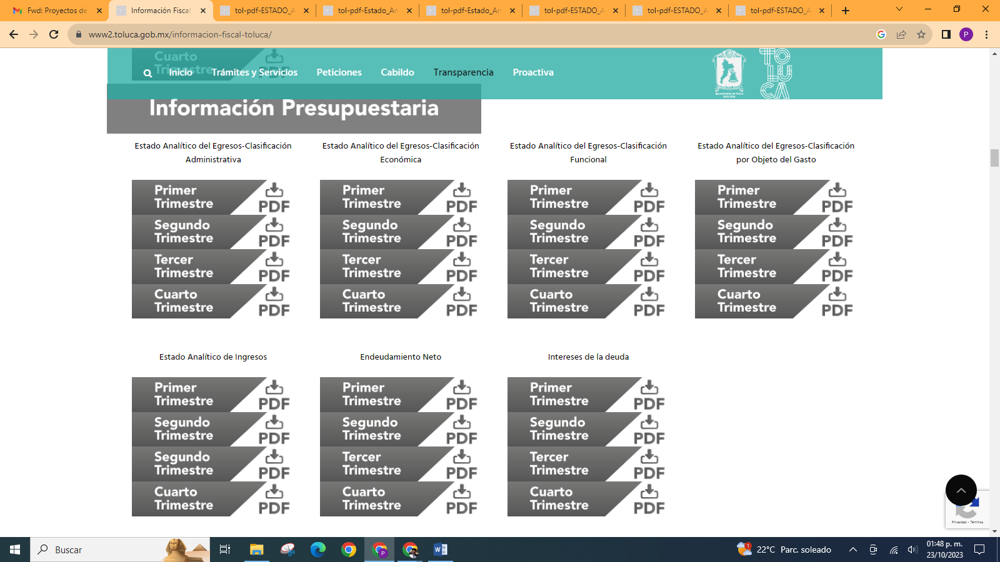 Fwd: Proyectos de
Información Fiscal
tol-pdf-ESTADO_A
tol-pdf-Estado_An
tol-pdf-Estado_An
tol-pdf-ESTADO_A
tol-pdf-ESTADO_A
tol-pdf-ESTADO_A
www2.toluca.gob.mx/informacion-fiscal-toluca/
P
Cuarto
Trimestre
Inicio
Trámites y Servicios
Peticiones
Cabildo
Transparencia
Proactiva
TO
LU
CA
Información Presupuestaria
Estado Analítico del Egresos-Clasificación
Administrativa
Primer
Trimestre
PDF
Segundo
Trimestre
PDF
Tercer
Trimestre
PDF
Cuarto
Trimestre
PDF
Estado Analítico del Egresos-Clasificación
Económica
Primer
Trimestre
PDF
Segundo
Trimestre
PDF
Tercer
Trimestre
PDF
Cuarto
Trimestre
PDF
Estado Analítico del Egresos-Clasificación
Funcional
Primer
Trimestre
PDF
Segundo
Trimestre
PDF
Tercer
Trimestre
PDF
Cuarto
Trimestre
PDF
Estado Analítico del Egresos-Clasificación
por Objeto del Gasto
Primer
Trimestre
PDF
Segundo
Trimestre
PDF
Tercer
Trimestre
PDF
Cuarto
Trimestre
PDF
Estado Analítico de Ingresos
Primer
Trimestre
PDF
Segundo
Trimestre
PDF
Segundo
Trimestre
PDF
Cuarto
Trimestre
PDF
Endeudamiento Neto
Primer
Trimestre
PDF
Segundo
Trimestre
PDF
Tercer
Trimestre
PDF
Cuarto
Trimestre
PDF
Intereses de la deuda
Primer
Trimestre
PDF
Segundo
Trimestre
PDF
Tercer
Trimestre
PDF
Cuarto
Trimestre
PDF
Privacidad - Términos
Buscar
22°C Parc. soleado
01:48 p. m.
23/10/2023